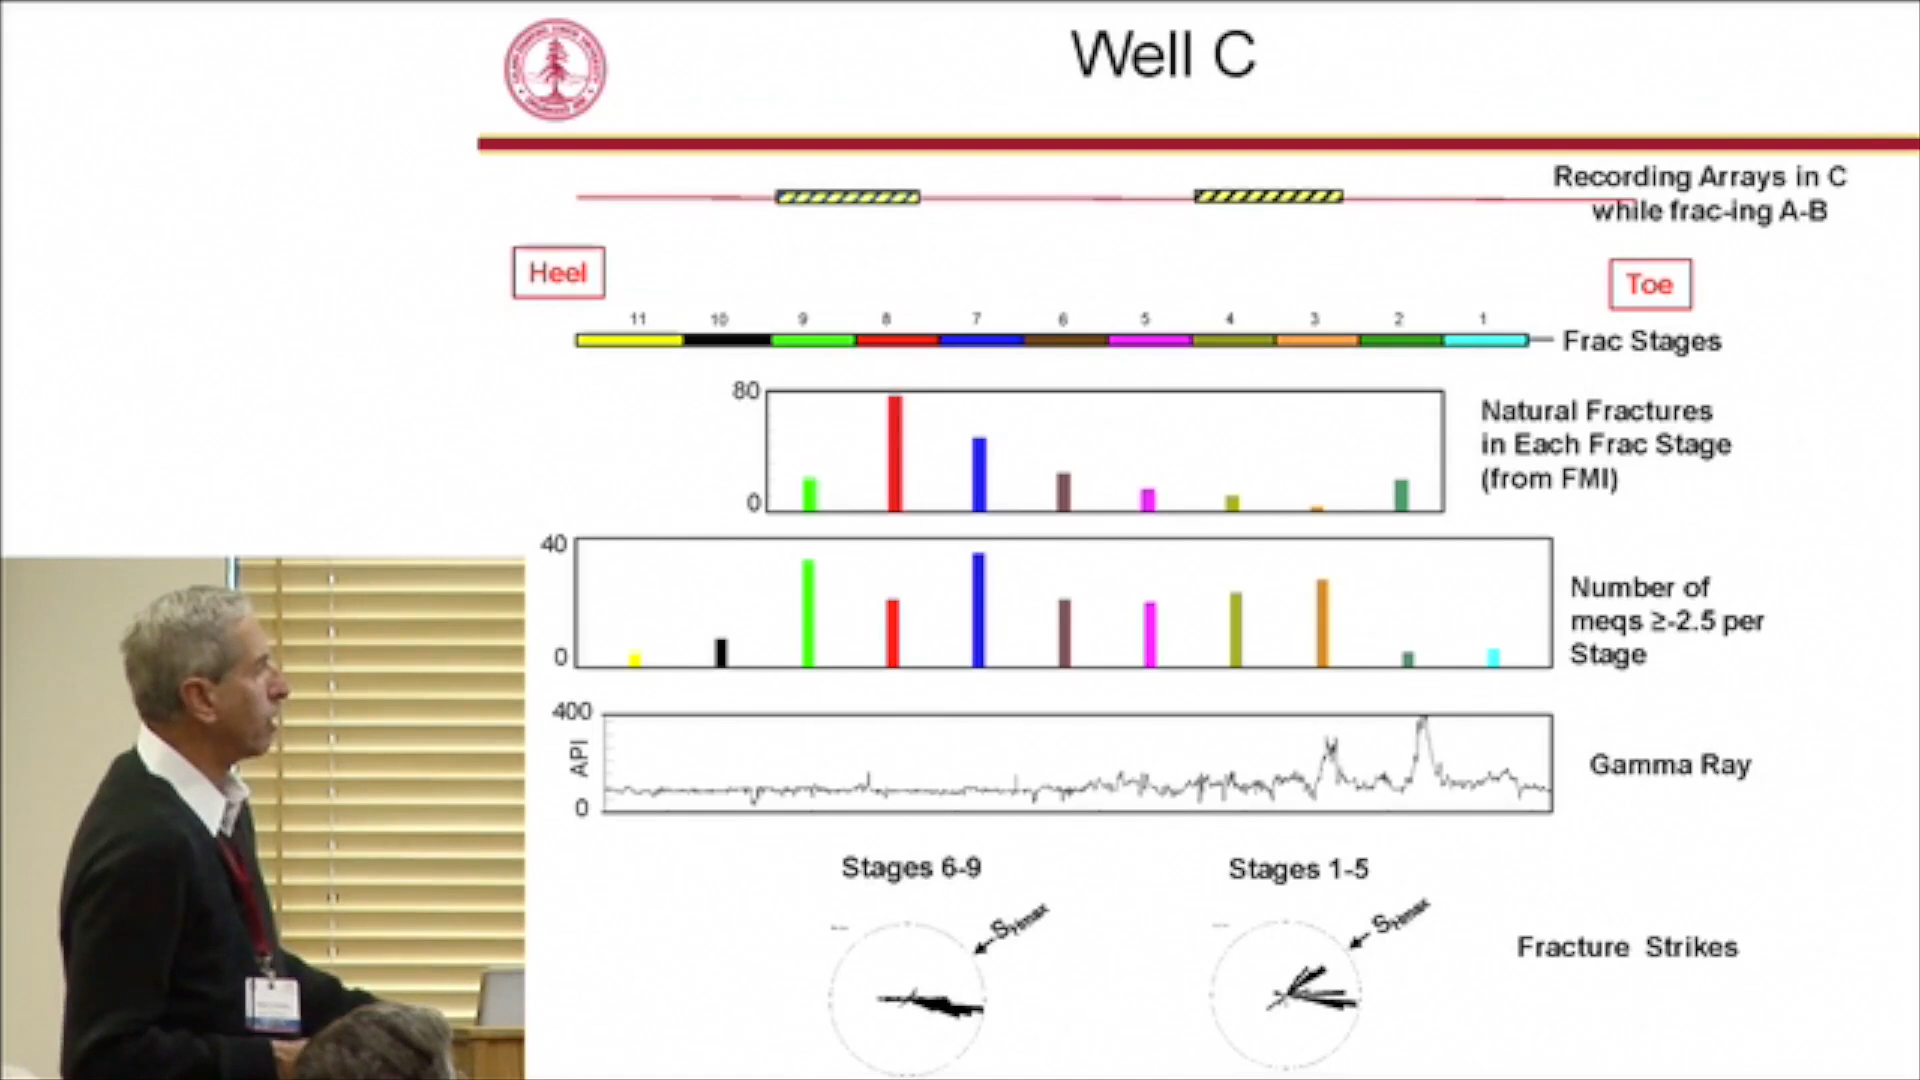 Well C
Recording Arrays in C
while frac-ing A-B
Heel
Toe
11 10 9 8 7 6 5 4 3 2 1
Frac Stages
80
0
Natural Fractures
in Each Frac Stage
(from FMI)
40
0
Number of
meqs ≥-2.5 per
Stage
400
API
0
Gamma Ray
Stages 6-9
Stages 1-5
SHmax
SHmax
Fracture Strikes